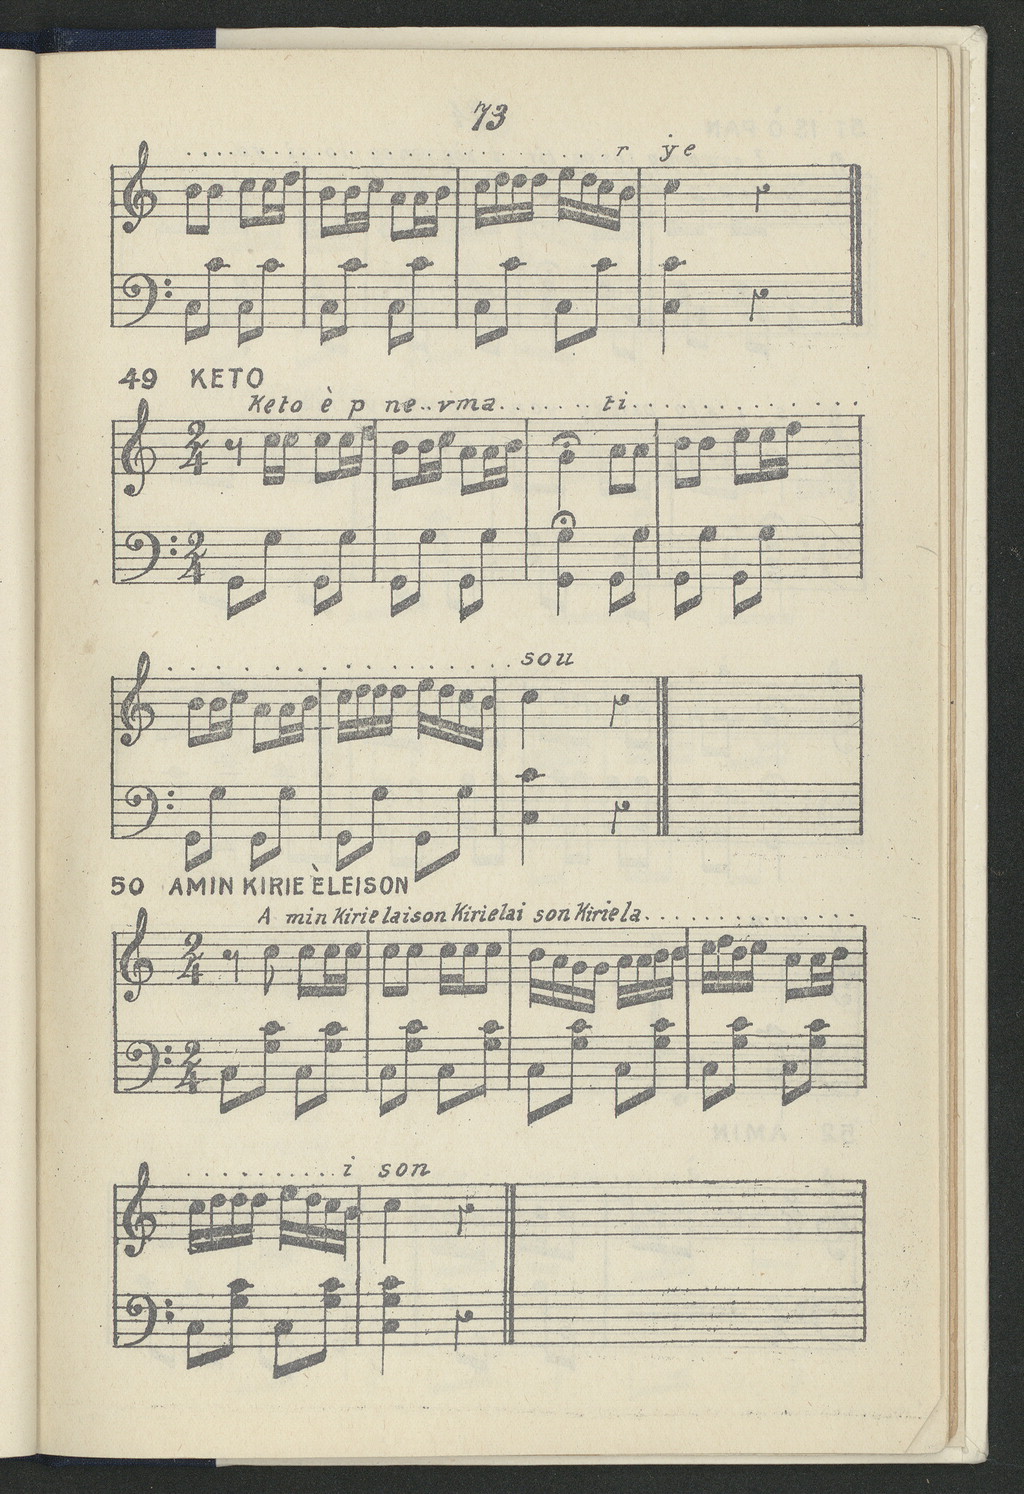 73
. . . . . . . . . . . . . . . . . . . . . . . . . . r ÿe
49 KETO
Keto è p ne..vma........ti............
. . . . . . . . . . . . . . . . . sou
50 AMIN KIRIE ÈLEISON
A min Kirie laison Kirielai son Kiriela..............
..........i son